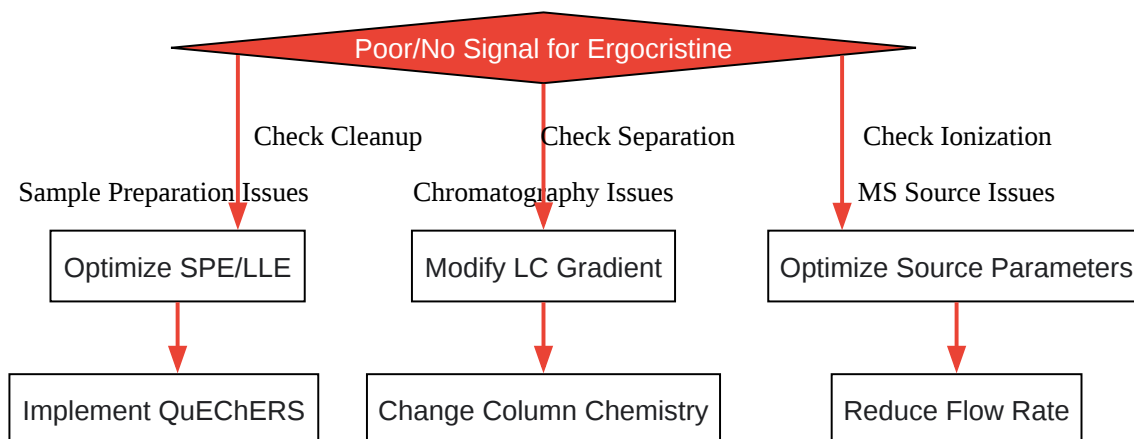 Poor/No Signal for Ergocristine
Check Cleanup
Check Separation
Check Ionization
Sample Preparation Issues
Chromatography Issues
MS Source Issues
Optimize SPE/LLE
Modify LC Gradient
Optimize Source Parameters
Implement QuEChERS
Change Column Chemistry
Reduce Flow Rate